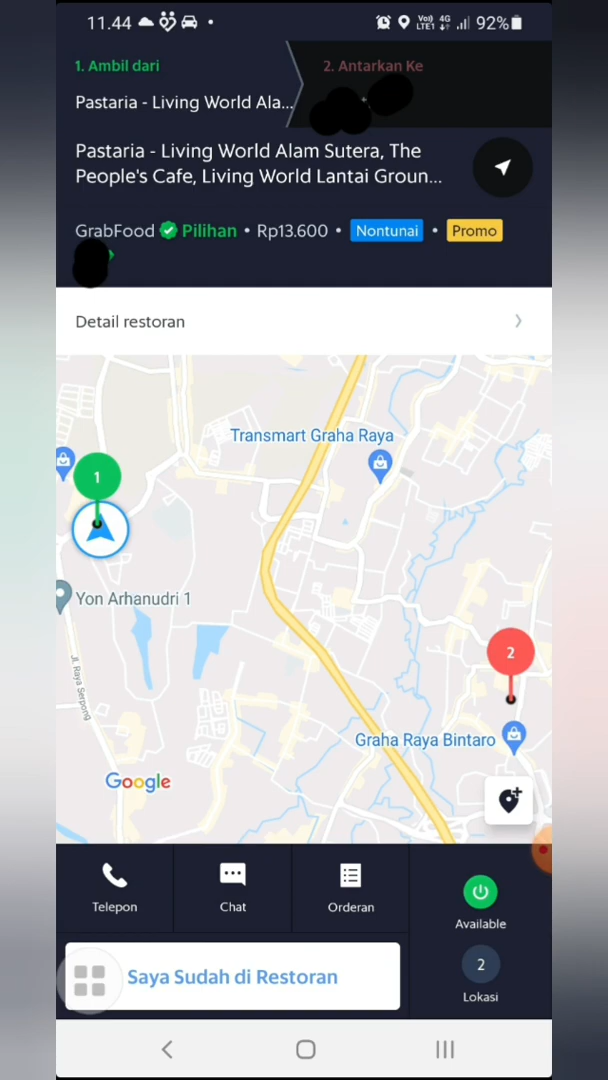 11.44
Voı) 4G 92%
LTE1
1. Ambil dari
2. Antarkan Ke
Pastaria - Living World Ala...
Pastaria - Living World Alam Sutera, The
People's Cafe, Living World Lantai Groun...
GrabFood Pilihan • Rp13.600 • Nontunai • Promo
Detail restoran
Transmart Graha Raya
1
Yon Arhanudri 1
2
Jl. Raya Serpong
Graha Raya Bintaro
Google
Telepon
Chat
Orderan
Available
Saya Sudah di Restoran
2
Lokasi